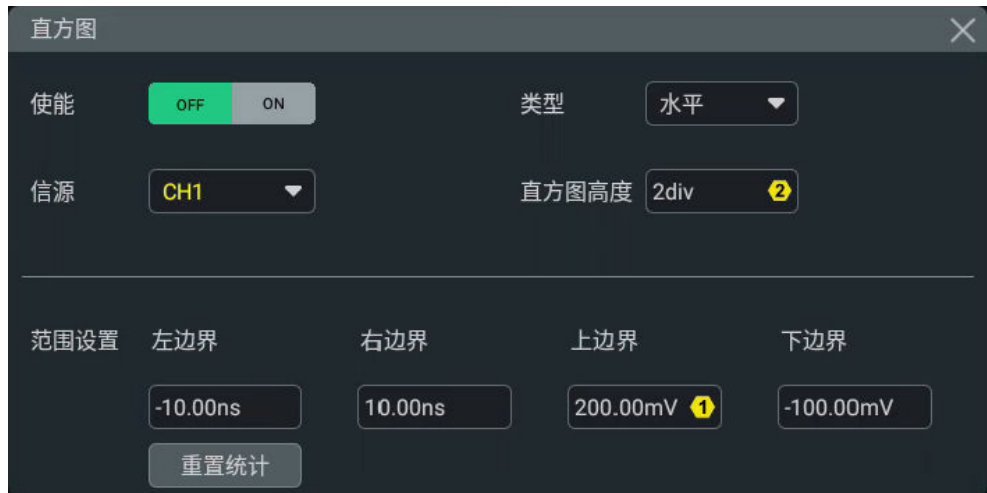 直方图
使能 OFF ON 类型 水平
信源 CH1 直方图高度 2div 2
范围设置 左边界 右边界 上边界 下边界
-10.00ns 10.00ns 200.00mV 1 -100.00mV
重置统计